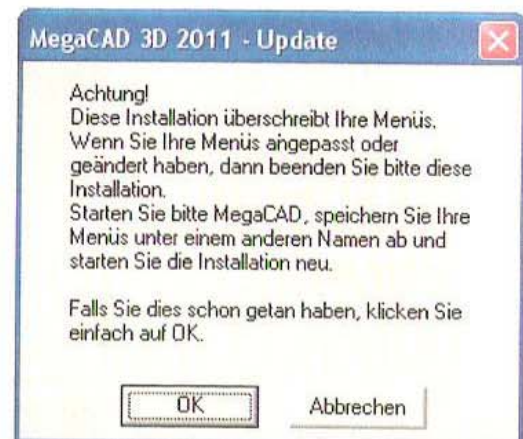 MegaCAD 3D 2011 - Update
Achtung!
Diese Installation überschreibt Ihre Menüs.
Wenn Sie Ihre Menüs angepasst oder
geändert haben, dann beenden Sie bitte diese
Installation.
Starten Sie bitte MegaCAD, speichern Sie Ihre
Menüs unter einem anderen Namen ab und
starten Sie die Installation neu.
Falls Sie dies schon getan haben, klicken Sie
einfach auf OK.
OK
Abbrechen